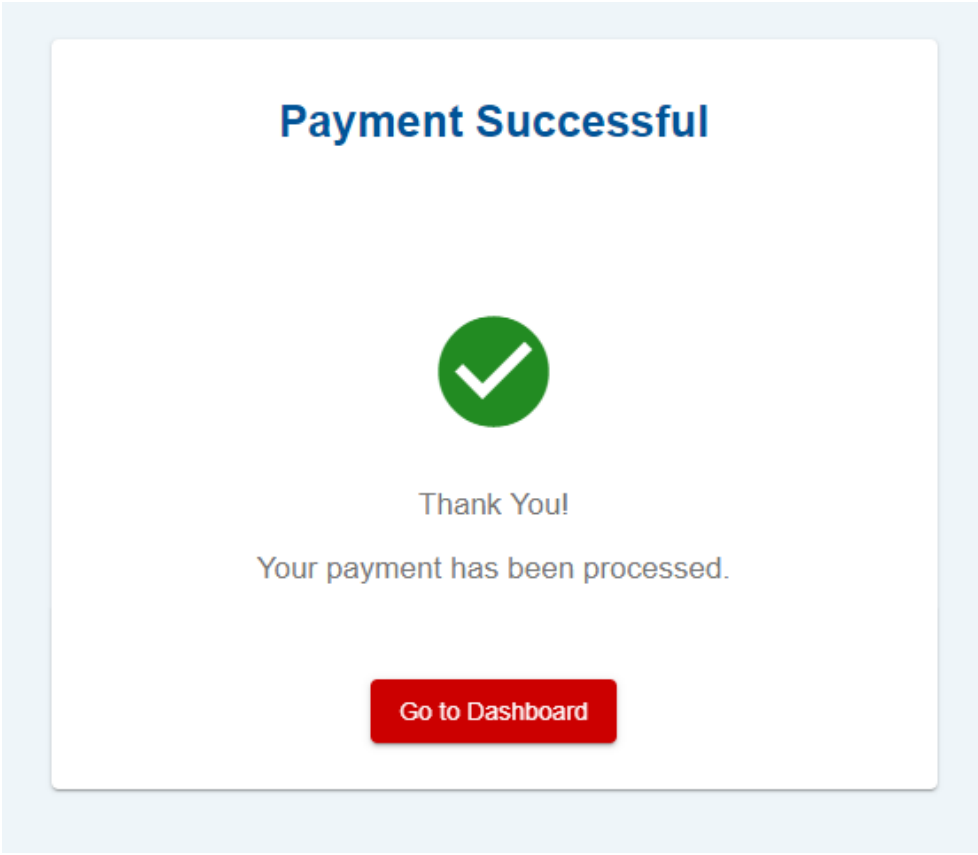 Payment Successful
Thank You!
Your payment has been processed.
Go to Dashboard